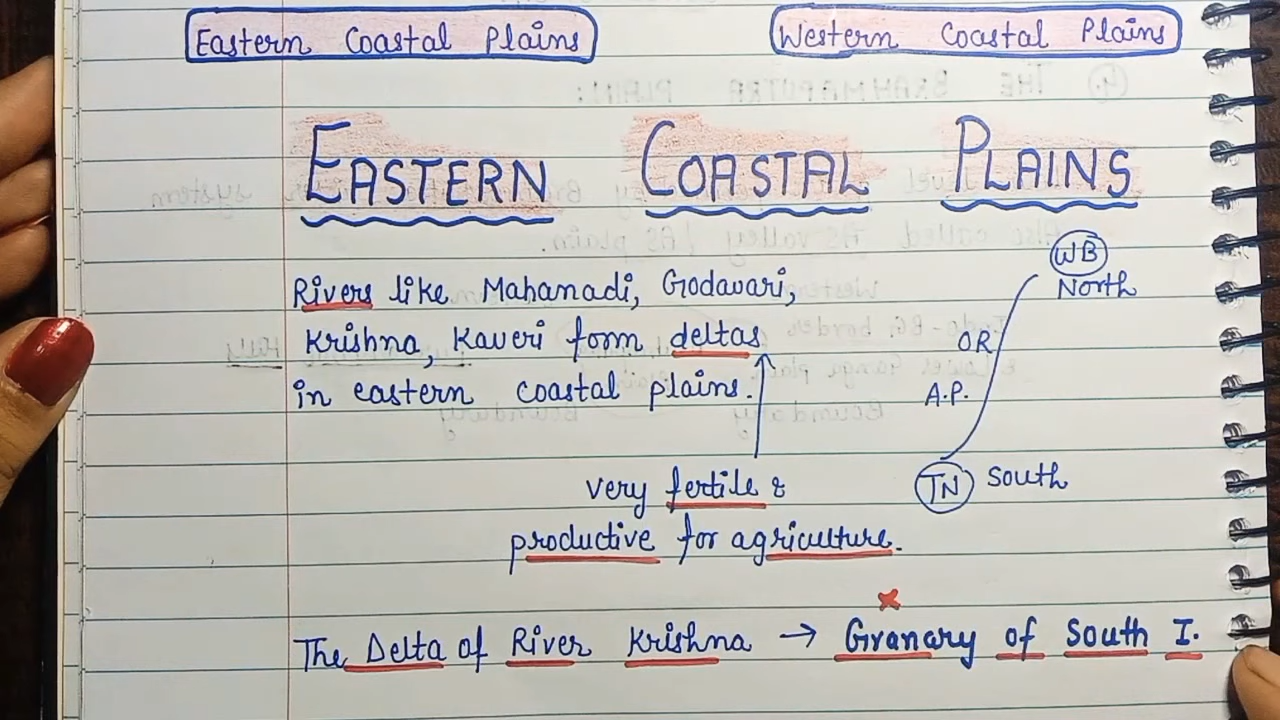 Eastern Coastal Plains Western Coastal Plains
EASTERN COASTAL PLAINS
WB
North
Rivers like Mahanadi, Godavari,
Krishna, Kaveri form deltas
OR
in eastern coastal plains.
A.P.
TN South
very fertile &
productive for agriculture.
The Delta of River Krishna → Granary of South I.